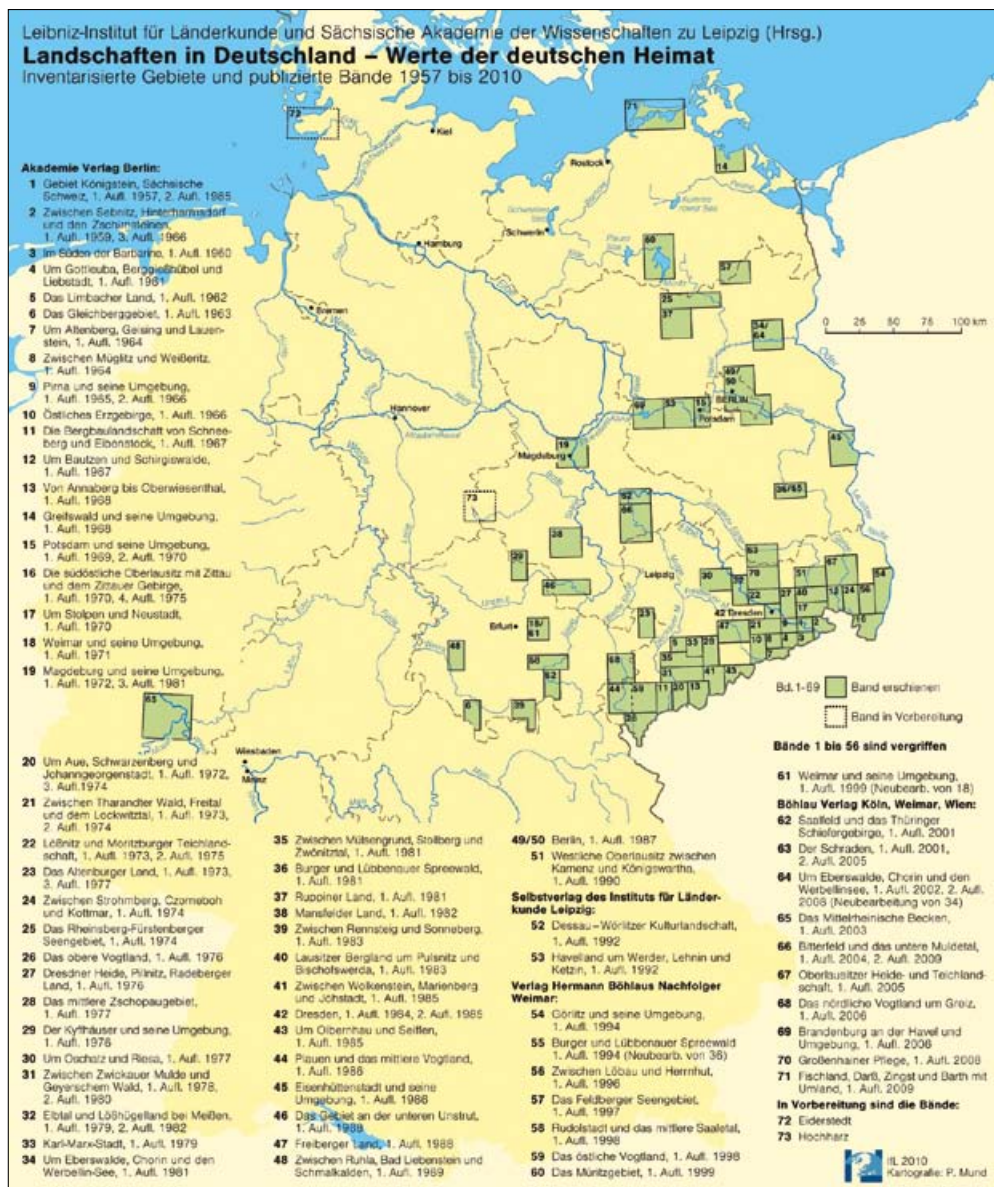 Leibniz-Institut für Länderkunde und Sächsische Akademie der Wissenschaften zu Leipzig (Hrsg.)
Landschaften in Deutschland – Werte der deutschen Heimat
Inventarisierte Gebiete und publizierte Bände 1957 bis 2010
Akademie Verlag Berlin:
1 Gebiet Königstein, Sächsische
Schweiz, 1. Aufl. 1957, 2. Aufl. 1985
2 Zwischen Sebnitz, Hinterhermsdorf
und den Zschirnsteinen,
1. Aufl. 1959, 3. Aufl. 1966
3 Im Süden der Barbarine, 1. Aufl. 1960
4 Um Gottleuba, Berggießhübel und
Liebstadt, 1. Aufl. 1961
5 Das Limbacher Land, 1. Aufl. 1962
6 Das Gleichberggebiet, 1. Aufl. 1963
7 Um Altenberg, Geising und Lauen-
stein, 1. Aufl. 1964
8 Zwischen Müglitz und Weißeritz,
1. Aufl. 1964
9 Pirna und seine Umgebung,
1. Aufl. 1965, 2. Aufl. 1966
10 Östliches Erzgebirge, 1. Aufl. 1966
11 Die Bergbaulandschaft von Schnee-
berg und Eibenstock, 1. Aufl. 1967
12 Um Bautzen und Schirgiswalde,
1. Aufl. 1967
13 Von Annaberg bis Oberwiesenthal,
1. Aufl. 1968
14 Greifswald und seine Umgebung,
1. Aufl. 1968
15 Potsdam und seine Umgebung,
1. Aufl. 1969, 2. Aufl. 1970
16 Die südöstliche Oberlausitz mit Zittau
und dem Zittauer Gebirge,
1. Aufl. 1970, 4. Aufl. 1975
17 Um Stolpen und Neustadt,
1. Aufl. 1970
18 Weimar und seine Umgebung,
1. Aufl. 1971
19 Magdeburg und seine Umgebung,
1. Aufl. 1972, 3. Aufl. 1981
20 Um Aue, Schwarzenberg und
Johanngeorgenstadt, 1. Aufl. 1972,
3. Aufl. 1974
21 Zwischen Tharandter Wald, Freital
und dem Lockwitztal, 1. Aufl. 1973,
2. Aufl. 1974
22 Lößnitz und Moritzburger Teichland-
schaft, 1. Aufl. 1973, 2. Aufl. 1975
23 Das Altenburger Land, 1. Aufl. 1973,
3. Aufl. 1977
24 Zwischen Strohmberg, Czorneboh
und Kottmar, 1. Aufl. 1974
25 Das Rheinsberg-Fürstenberger
Seengebiet, 1. Aufl. 1974
26 Das obere Vogtland, 1. Aufl. 1976
27 Dresdner Heide, Pillnitz, Radeberger
Land, 1. Aufl. 1976
28 Das mittlere Zschopaugebiet,
1. Aufl. 1977
29 Der Kyffhäuser und seine Umgebung,
1. Aufl. 1976
30 Um Oschatz und Riesa, 1. Aufl. 1977
31 Zwischen Zwickauer Mulde und
Geyerschem Wald, 1. Aufl. 1978,
2. Aufl. 1980
32 Elbtal und Lößhügelland bei Meißen,
1. Aufl. 1979, 2. Aufl. 1982
33 Karl-Marx-Stadt, 1. Aufl. 1979
34 Um Eberswalde, Chorin und den
Werbellin-See, 1. Aufl. 1981
35 Zwischen Mülsengrund, Stollberg und
Zwönitztal, 1. Aufl. 1981
36 Burger und Lübbenauer Spreewald,
1. Aufl. 1981
37 Ruppiner Land, 1. Aufl. 1981
38 Mansfelder Land, 1. Aufl. 1982
39 Zwischen Rennsteig und Sonneberg,
1. Aufl. 1983
40 Lausitzer Bergland um Pulsnitz und
Bischofswerda, 1. Aufl. 1983
41 Zwischen Wolkenstein, Marienberg
und Jöhstadt, 1. Aufl. 1985
42 Dresden, 1. Aufl. 1984, 2. Aufl. 1985
43 Um Olbernhau und Seiffen,
1. Aufl. 1985
44 Plauen und das mittlere Vogtland,
1. Aufl. 1986
45 Eisenhüttenstadt und seine
Umgebung, 1. Aufl. 1986
46 Das Gebiet an der unteren Unstrut,
1. Aufl. 1988
47 Freiberger Land, 1. Aufl. 1988
48 Zwischen Ruhla, Bad Liebenstein und
Schmalkalden, 1. Aufl. 1989
49/50 Berlin, 1. Aufl. 1987
51 Westliche Oberlausitz zwischen
Kamenz und Königswartha,
1. Aufl. 1990
Selbstverlag des Instituts für Länder-
kunde Leipzig:
52 Dessau–Wörlitzer Kulturlandschaft,
1. Aufl. 1992
53 Havelland um Werder, Lehnin und
Ketzin, 1. Aufl. 1992
Verlag Hermann Böhlaus Nachfolger
Weimar:
54 Görlitz und seine Umgebung,
1. Aufl. 1994
55 Burger und Lübbenauer Spreewald
1. Aufl. 1994 (Neubearb. von 36)
56 Zwischen Löbau und Herrnhut,
1. Aufl. 1996
57 Das Feldberger Seengebiet,
1. Aufl. 1997
58 Rudolstadt und das mittlere Saaletal,
1. Aufl. 1998
59 Das östliche Vogtland, 1. Aufl. 1998
60 Das Müritzgebiet, 1. Aufl. 1999
Bd. 1-69
Band erschienen
Band in Vorbereitung
Bände 1 bis 56 sind vergriffen
61 Weimar und seine Umgebung,
1. Aufl. 1999 (Neubearb. von 18)
Böhlau Verlag Köln, Weimar, Wien:
62 Saalfeld und das Thüringer
Schiefergebirge, 1. Aufl. 2001
63 Der Schraden, 1. Aufl. 2001,
2. Aufl. 2005
64 Um Eberswalde, Chorin und den
Werbellinsee, 1. Aufl. 2002, 2. Aufl.
2006 (Neubearbeitung von 34)
65 Das Mittelrheinische Becken,
1. Aufl. 2003
66 Bitterfeld und das untere Muldetal,
1. Aufl. 2004, 2. Aufl. 2009
67 Oberlausitzer Heide- und Teichland-
schaft, 1. Aufl. 2005
68 Das nördliche Vogtland um Greiz,
1. Aufl. 2006
69 Brandenburg an der Havel und
Umgebung, 1. Aufl. 2006
70 Großenhainer Pflege, 1. Aufl. 2008
71 Fischland, Darß, Zingst und Barth mit
Umland, 1. Aufl. 2009
In Vorbereitung sind die Bände:
72 Eiderstedt
73 Hochharz
IfL 2010
Kartografie: P. Mund
Kiel
Rostock
Schwerin
Hamburg
Bremen
Hannover
Magdeburg
BERLIN
Potsdam
Leipzig
Dresden
Erfurt
Wiesbaden
Mainz
Elbe
Oder
0 25 50 75 100 km